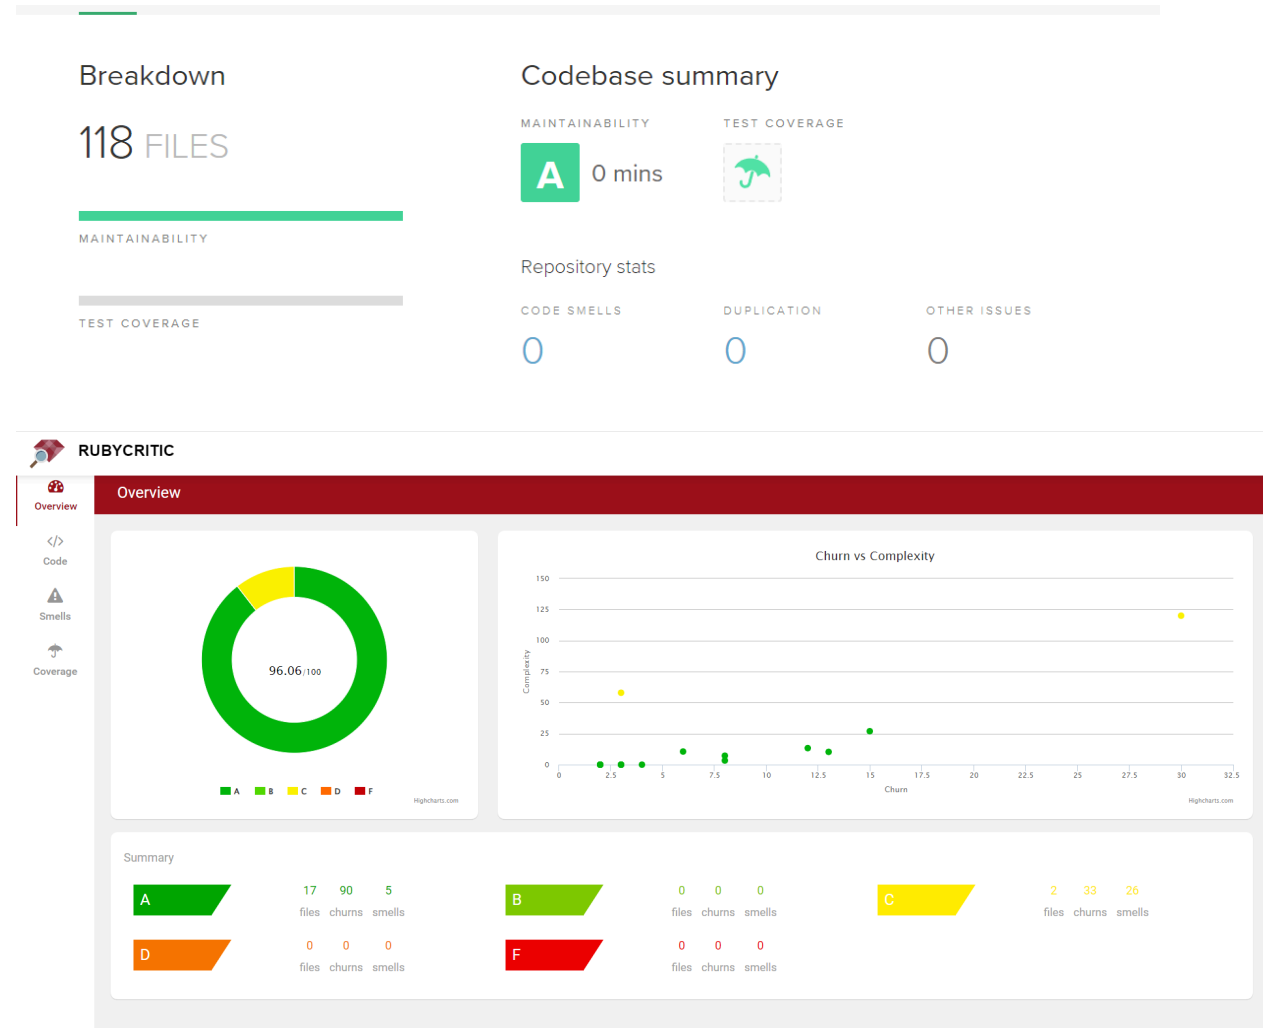 Breakdown
118 FILES
MAINTAINABILITY
TEST COVERAGE
Codebase summary
MAINTAINABILITY TEST COVERAGE
A 0 mins
Repository stats
CODE SMELLS DUPLICATION OTHER ISSUES
0 0 0
RUBYCRITIC
Overview
Code
Smells
Coverage
Overview
96.06/100
A B C D F
Highcharts.com
Churn vs Complexity
Complexity
150
125
100
75
50
25
0
0 2.5 5 7.5 10 12.5 15 17.5 20 22.5 25 27.5 30 32.5
Churn
Highcharts.com
Summary
A 17 90 5
files churns smells
B 0 0 0
files churns smells
C 2 33 26
files churns smells
D 0 0 0
files churns smells
F 0 0 0
files churns smells